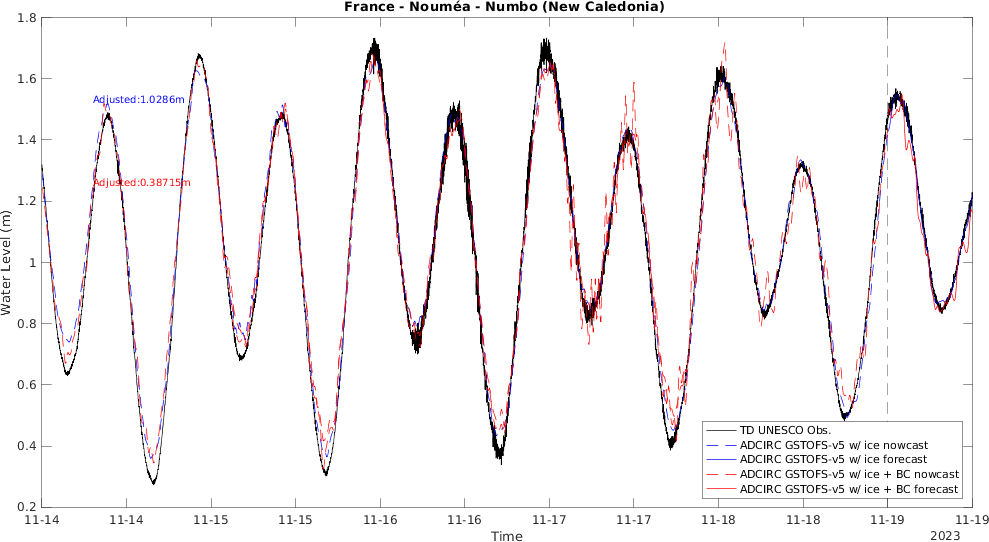 France - Nouméa - Numbo (New Caledonia)
1.8
1.6
1.4
1.2
1
0.8
0.6
0.4
0.2
Water Level (m)
Adjusted:1.0286m
Adjusted:0.38715m
TD UNESCO Obs.
ADCIRC GSTOFS-v5 w/ ice nowcast
ADCIRC GSTOFS-v5 w/ ice forecast
ADCIRC GSTOFS-v5 w/ ice + BC nowcast
ADCIRC GSTOFS-v5 w/ ice + BC forecast
11-14 11-14 11-15 11-15 11-16 11-16 11-17 11-17 11-18 11-18 11-19 11-19
Time
2023